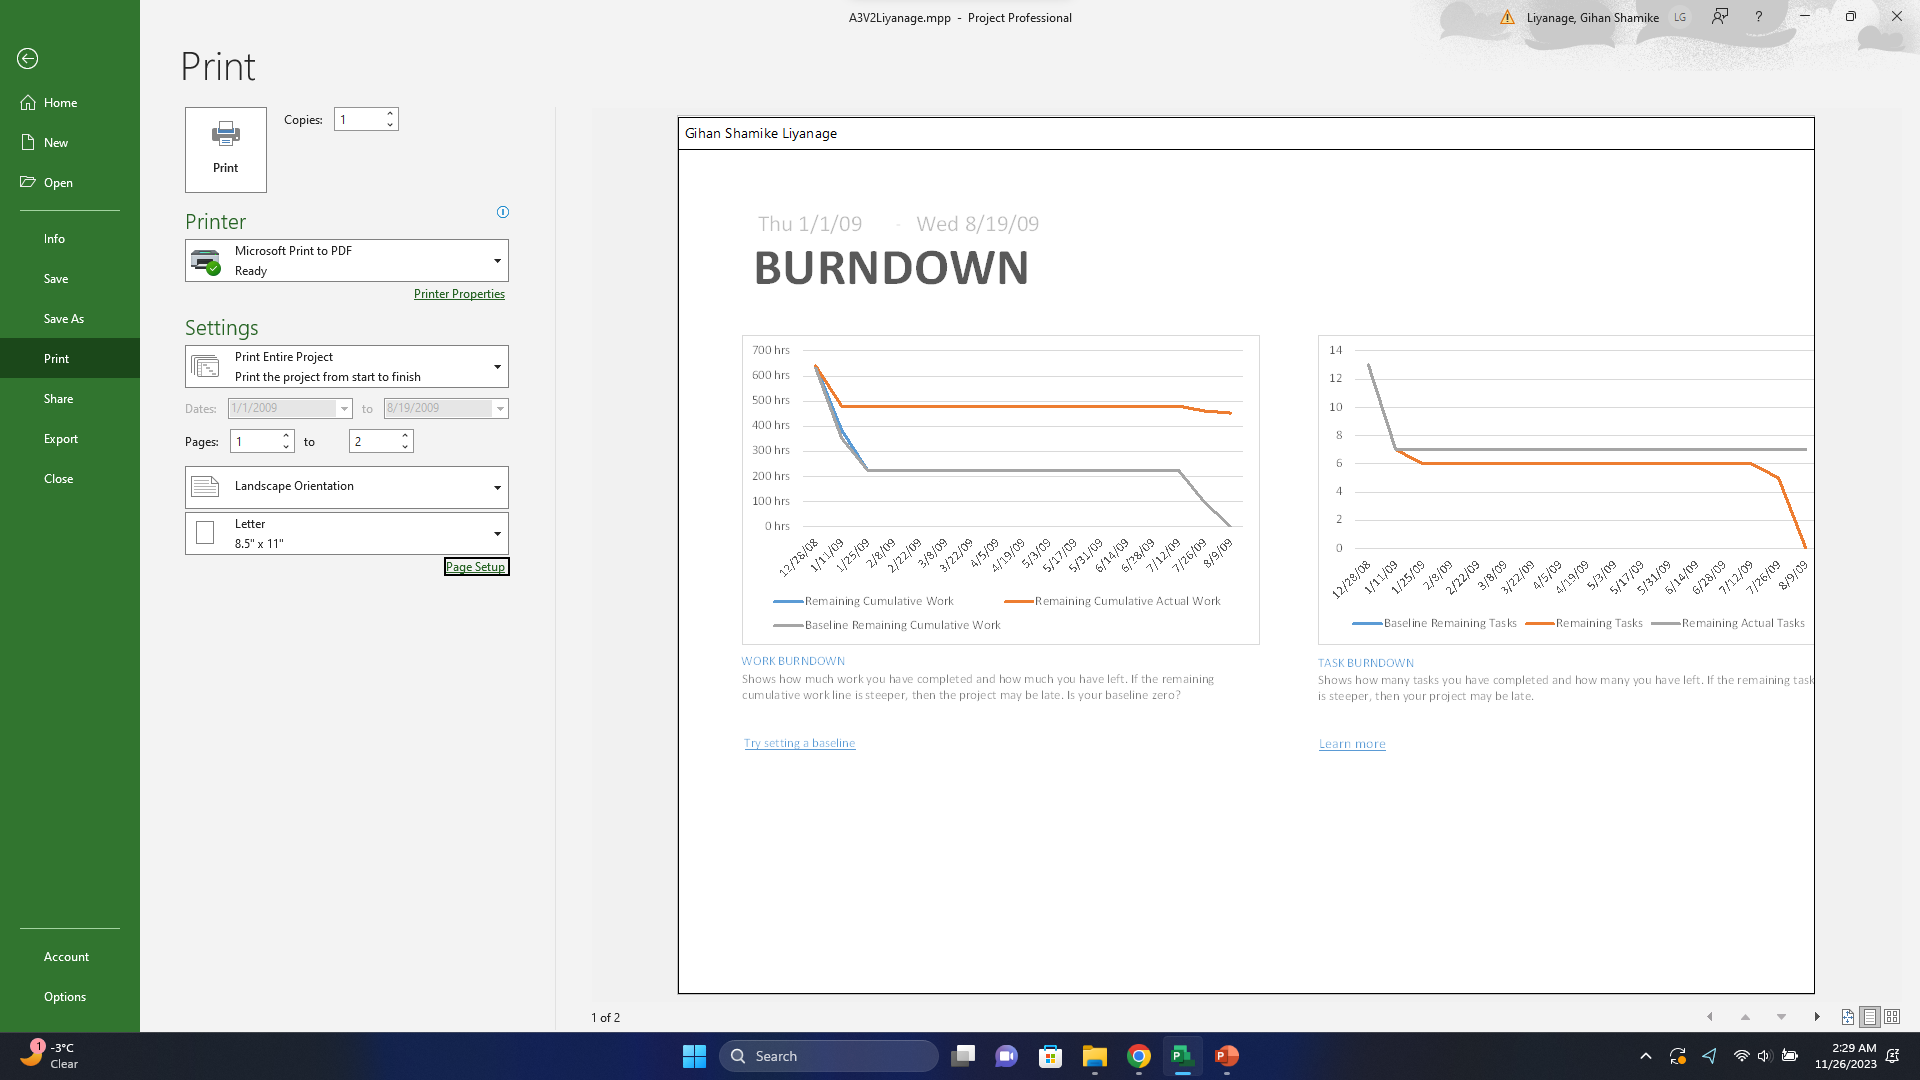 A3V2Liyanage.mpp - Project Professional
Liyanage, Gihan Shamike
LG
?
Print
Home
New
Open
Info
Save
Save As
Print
Share
Export
Close
Account
Options
Print
Copies: 1
Printer
Microsoft Print to PDF
Ready
Printer Properties
Settings
Print Entire Project
Print the project from start to finish
Dates: 1/1/2009 to 8/19/2009
Pages: 1 to 2
Landscape Orientation
Letter
8.5" x 11"
Page Setup
Gihan Shamike Liyanage
Thu 1/1/09 - Wed 8/19/09
BURNDOWN
700 hrs
600 hrs
500 hrs
400 hrs
300 hrs
200 hrs
100 hrs
0 hrs
12/28/08 1/11/09 1/25/09 2/8/09 2/22/09 3/8/09 3/22/09 4/5/09 4/19/09 5/3/09 5/17/09 5/31/09 6/14/09 6/28/09 7/12/09 7/26/09 8/9/09
Remaining Cumulative Work Remaining Cumulative Actual Work
Baseline Remaining Cumulative Work
WORK BURNDOWN
Shows how much work you have completed and how much you have left. If the remaining
cumulative work line is steeper, then the project may be late. Is your baseline zero?
Try setting a baseline
14
12
10
8
6
4
2
0
12/28/08 1/11/09 1/25/09 2/8/09 2/22/09 3/8/09 3/22/09 4/5/09 4/19/09 5/3/09 5/17/09 5/31/09 6/14/09 6/28/09 7/12/09 7/26/09 8/9/09
Baseline Remaining Tasks Remaining Tasks Remaining Actual Tasks
TASK BURNDOWN
Shows how many tasks you have completed and how many you have left. If the remaining task
is steeper, then your project may be late.
Learn more
1 of 2
1
-3°C
Clear
Search
2:29 AM
11/26/2023